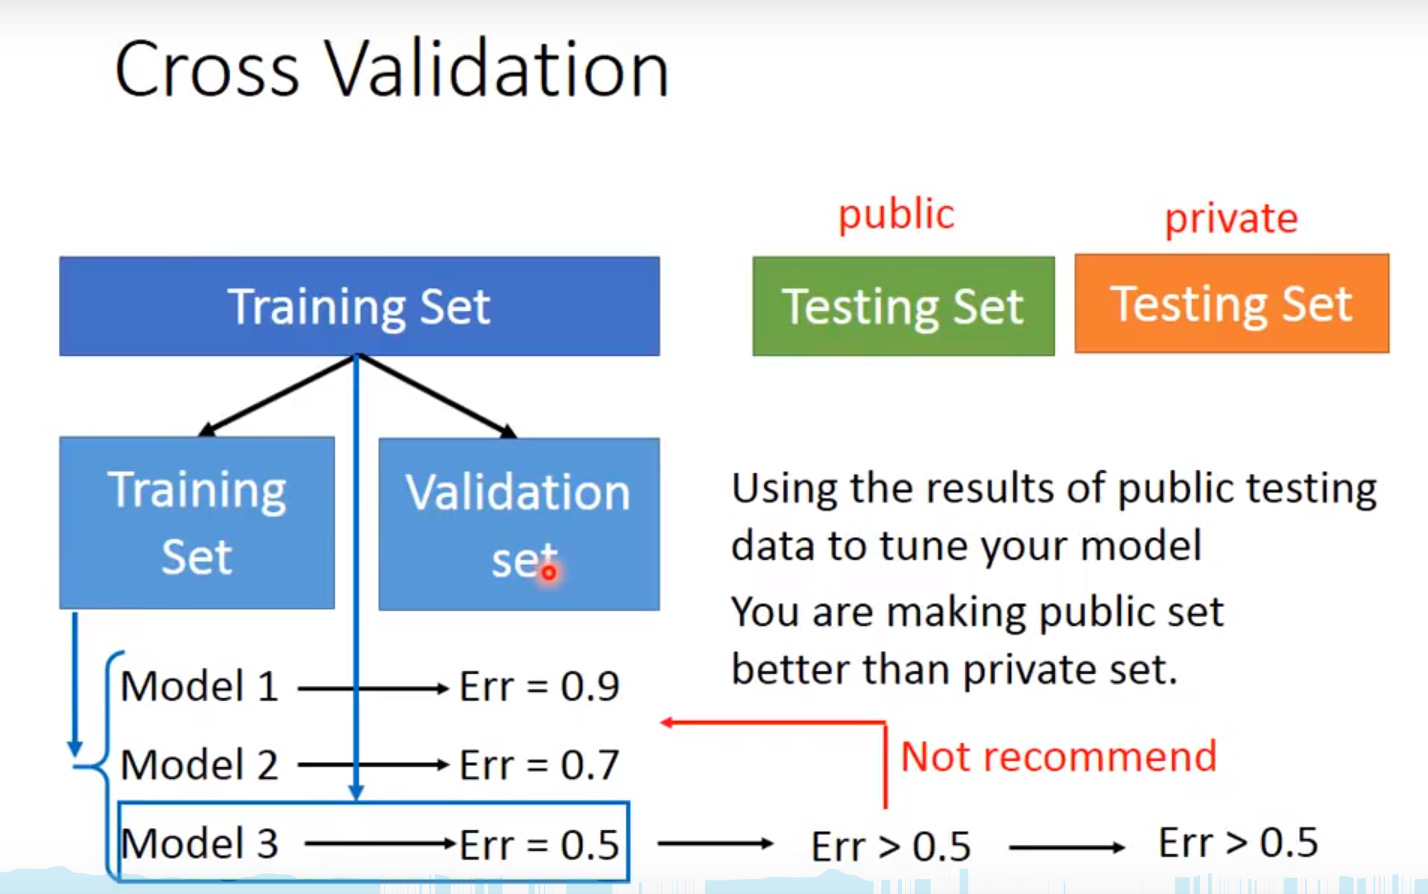 Cross Validation
public
private
Training Set
Testing Set
Testing Set
Training
Set
Validation
set
Using the results of public testing
data to tune your model
You are making public set
better than private set.
Model 1
Err = 0.9
Model 2
Err = 0.7
Not recommend
Model 3
Err = 0.5
Err > 0.5
Err > 0.5